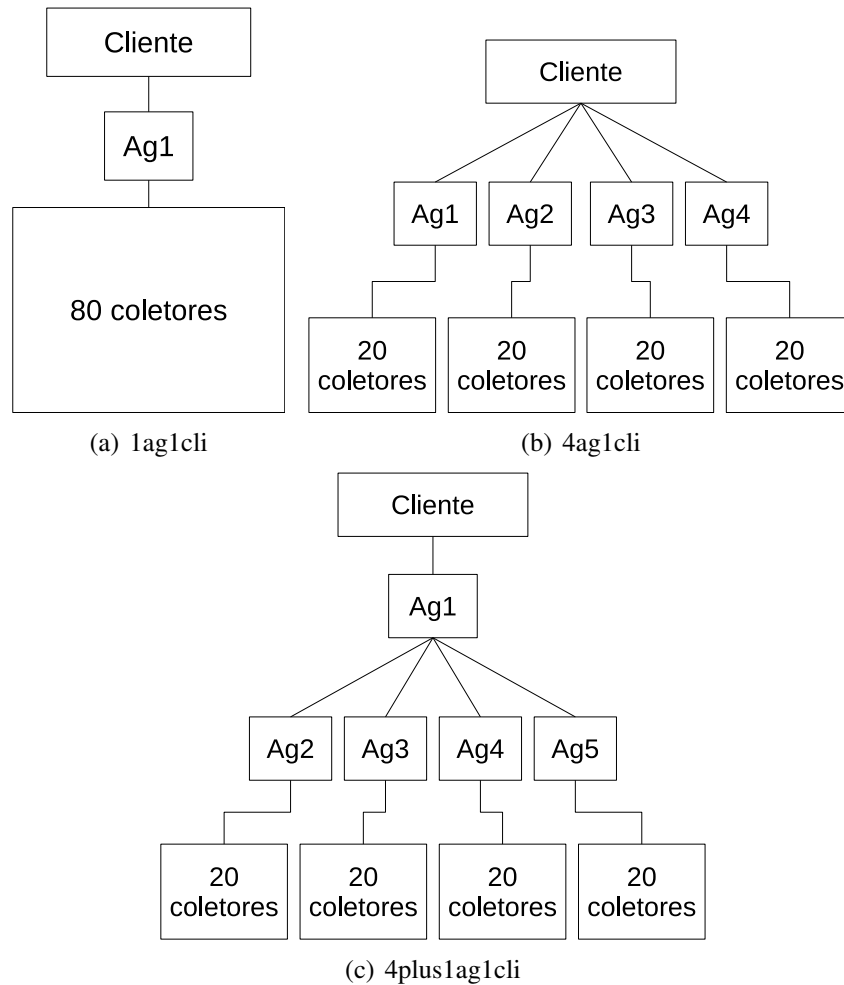 Cliente
Ag1
80 coletores
(a) 1ag1cli
Cliente
Ag1
Ag2
Ag3
Ag4
20
coletores
20
coletores
20
coletores
20
coletores
(b) 4ag1cli
Cliente
Ag1
Ag2
Ag3
Ag4
Ag5
20
coletores
20
coletores
20
coletores
20
coletores
(c) 4plus1ag1cli